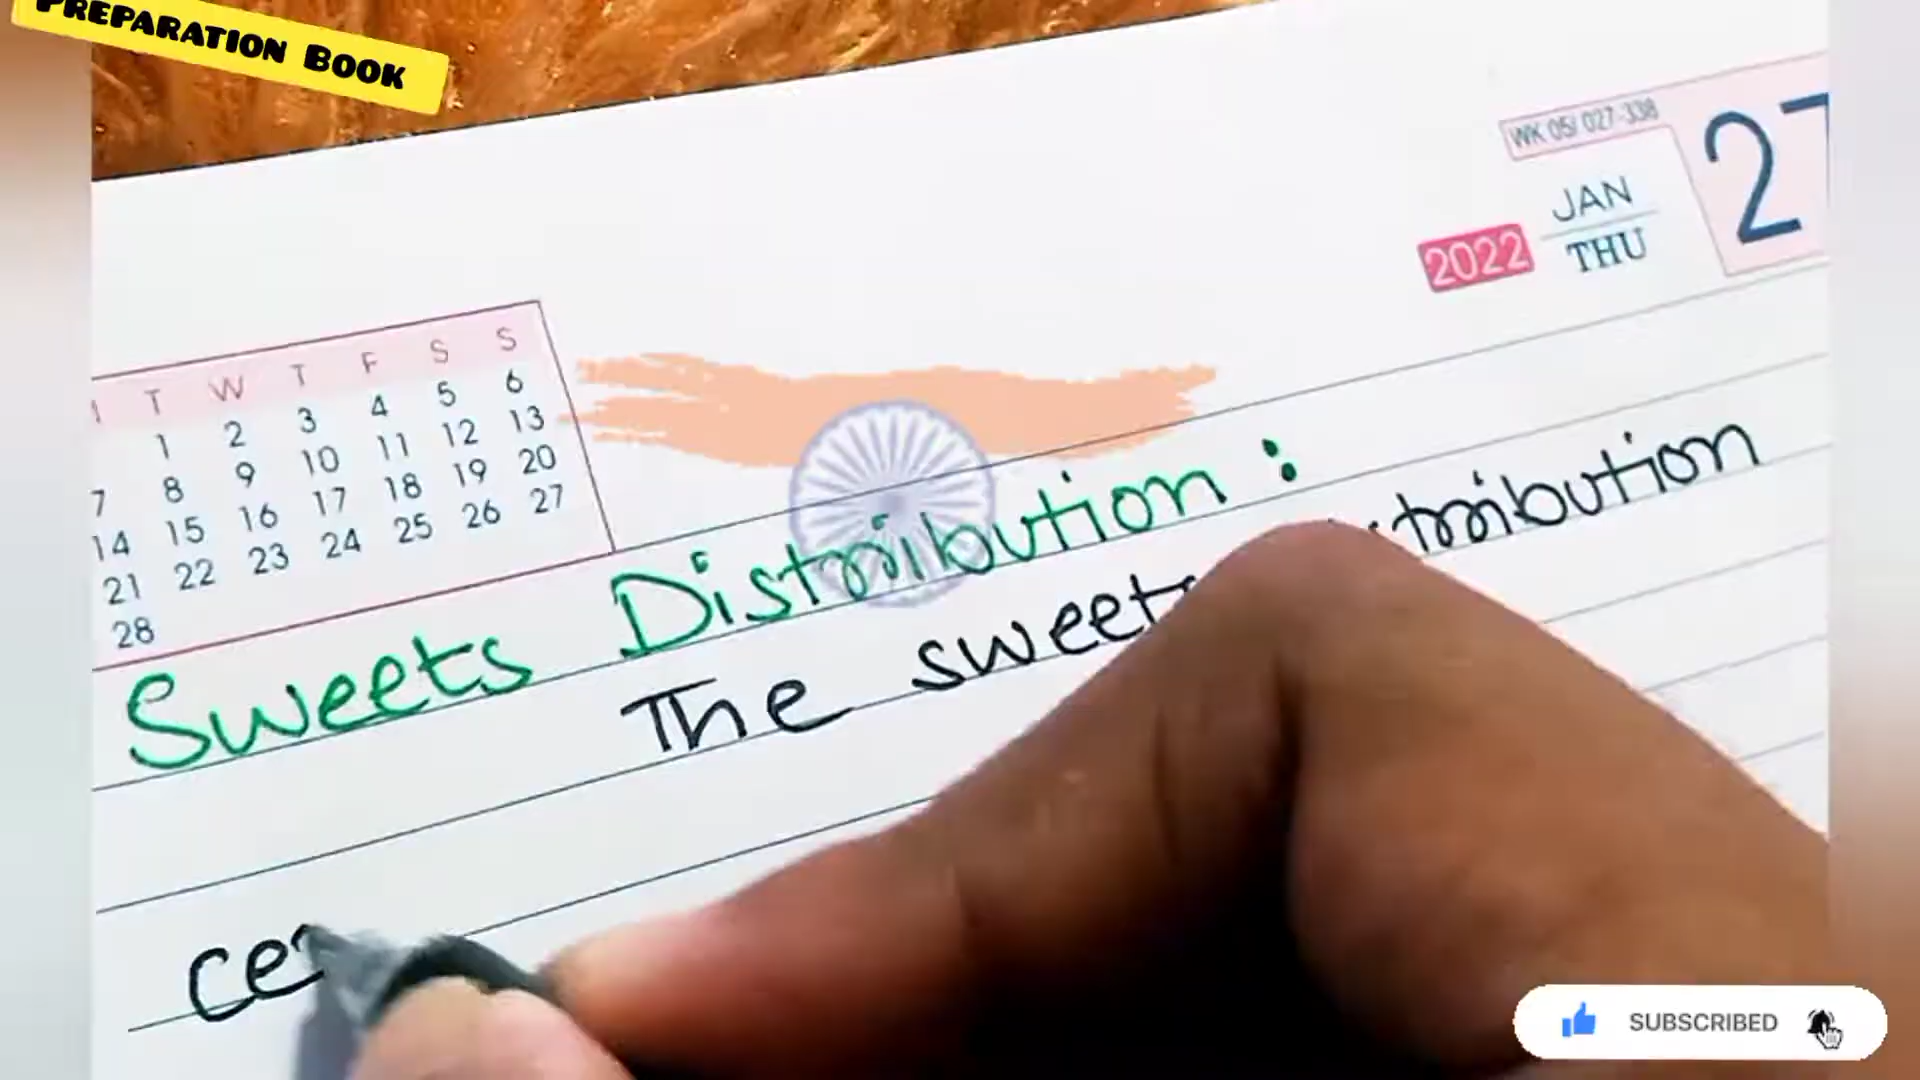 PREPARATION BOOK
WK 05/ 027-338
27
JAN
2022
THU
T W T F S S
1 2 3 4 5 6
7 8 9 10 11 12 13
14 15 16 17 18 19 20
21 22 23 24 25 26 27
28
Sweets Distribution :
The sweets distribution
ce
SUBSCRIBED